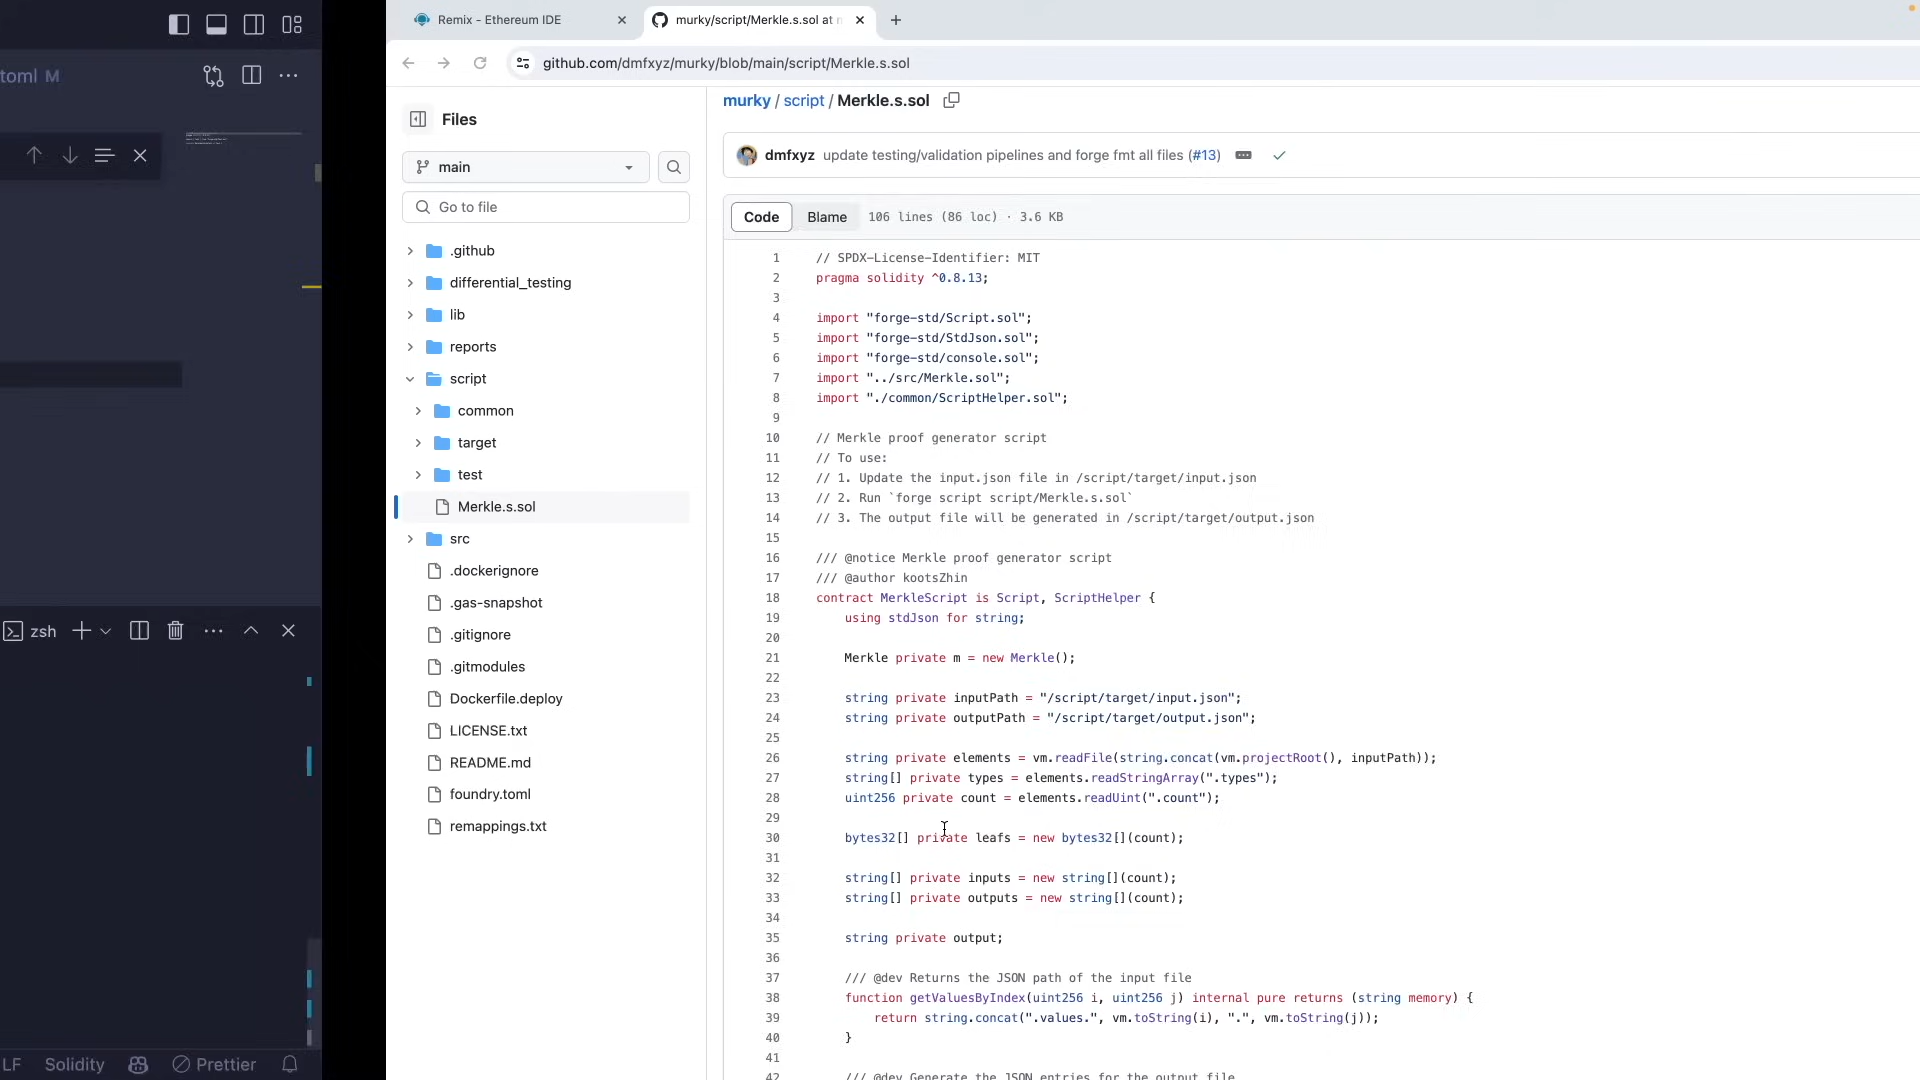 Remix - Ethereum IDE
murky/script/Merkle.s.sol at
toml M
github.com/dmfxyz/murky/blob/main/script/Merkle.s.sol
Files
murky / script / Merkle.s.sol
main
dmfxyz update testing/validation pipelines and forge fmt all files (#13)
Go to file
Code Blame 106 lines (86 loc) · 3.6 KB
.github
differential_testing
lib
reports
script
common
target
test
Merkle.s.sol
src
.dockerignore
.gas-snapshot
.gitignore
.gitmodules
Dockerfile.deploy
LICENSE.txt
README.md
foundry.toml
remappings.txt
1 // SPDX-License-Identifier: MIT
2 pragma solidity ^0.8.13;
3
4 import "forge-std/Script.sol";
5 import "forge-std/StdJson.sol";
6 import "forge-std/console.sol";
7 import "../src/Merkle.sol";
8 import "./common/ScriptHelper.sol";
9
10 // Merkle proof generator script
11 // To use:
12 // 1. Update the input.json file in /script/target/input.json
13 // 2. Run `forge script script/Merkle.s.sol`
14 // 3. The output file will be generated in /script/target/output.json
15
16 /// @notice Merkle proof generator script
17 /// @author kootsZhin
18 contract MerkleScript is Script, ScriptHelper {
19 using stdJson for string;
20
21 Merkle private m = new Merkle();
22
23 string private inputPath = "/script/target/input.json";
24 string private outputPath = "/script/target/output.json";
25
26 string private elements = vm.readFile(string.concat(vm.projectRoot(), inputPath));
27 string[] private types = elements.readStringArray(".types");
28 uint256 private count = elements.readUint(".count");
29
30 bytes32[] private leafs = new bytes32[](count);
31
32 string[] private inputs = new string[](count);
33 string[] private outputs = new string[](count);
34
35 string private output;
36
37 /// @dev Returns the JSON path of the input file
38 function getValuesByIndex(uint256 i, uint256 j) internal pure returns (string memory) {
39 return string.concat(".values.", vm.toString(i), ".", vm.toString(j));
40 }
41
42 /// @dev Generate the JSON entries for the output file
zsh
LF Solidity Prettier